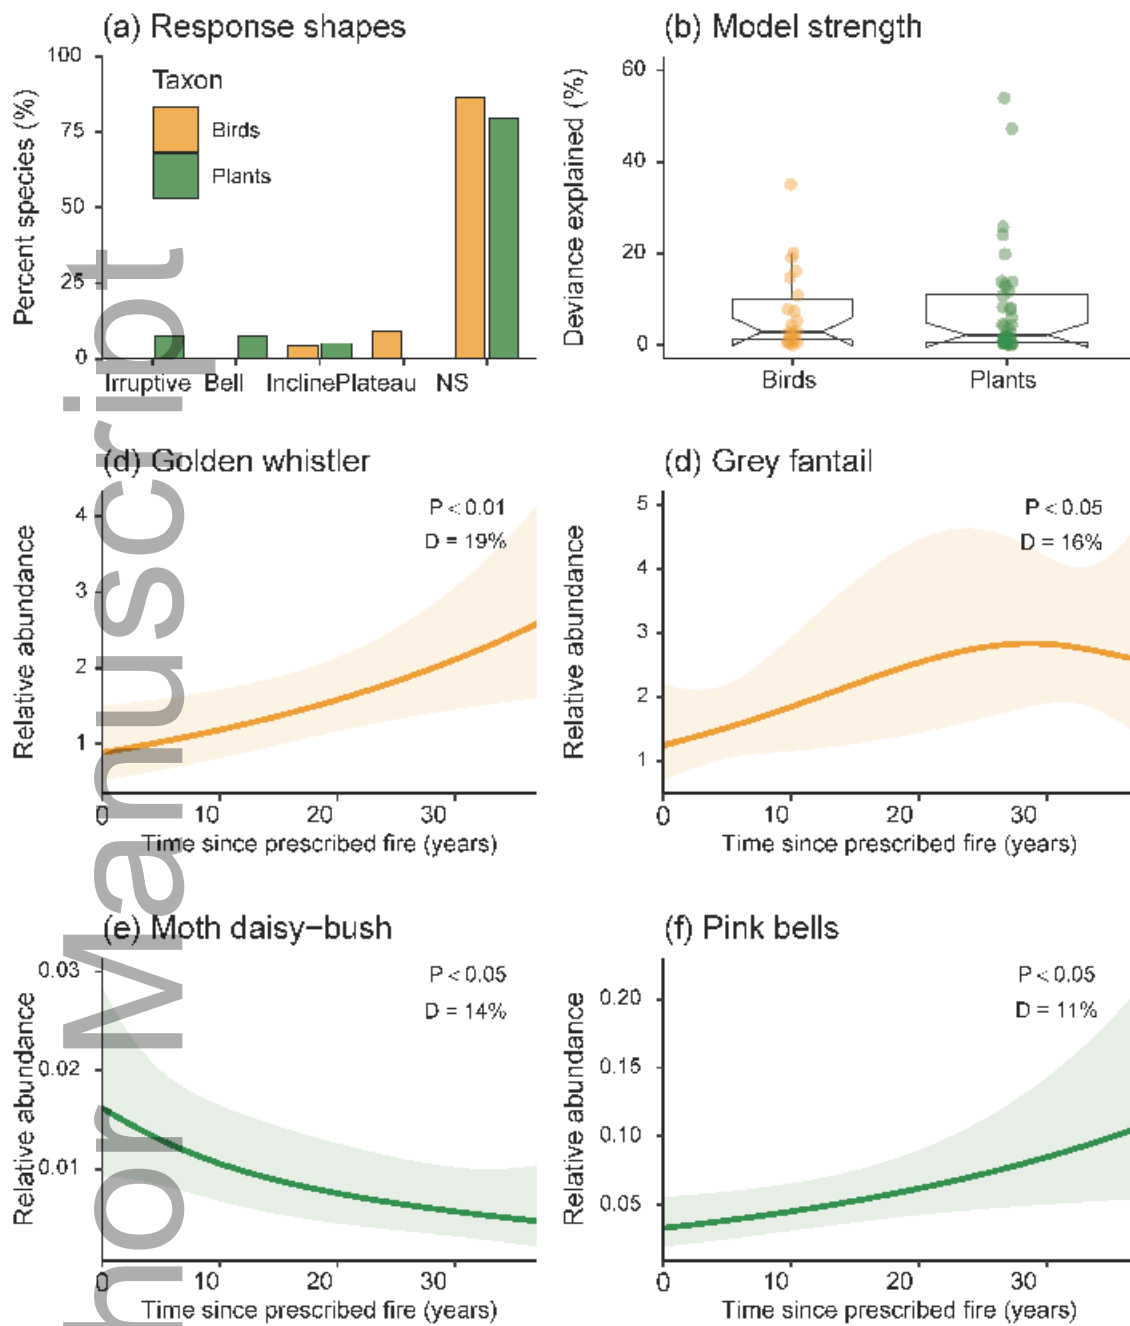 (a) Response shapes
Percent species (%)
100
75
50
25
0
Taxon
Birds
Plants
Irruptive Bell Incline Plateau NS
(b) Model strength
Deviance explained (%)
60
40
20
0
Birds Plants
(d) Golden whistler
Relative abundance
4
3
2
1
P < 0.01
D = 19%
0 10 20 30
Time since prescribed fire (years)
(d) Grey fantail
Relative abundance
5
4
3
2
1
P < 0.05
D = 16%
0 10 20 30
Time since prescribed fire (years)
(e) Moth daisy−bush
Relative abundance
0.03
0.02
0.01
P < 0.05
D = 14%
0 10 20 30
Time since prescribed fire (years)
(f) Pink bells
Relative abundance
0.20
0.15
0.10
0.05
P < 0.05
D = 11%
0 10 20 30
Time since prescribed fire (years)
hor Manuscript